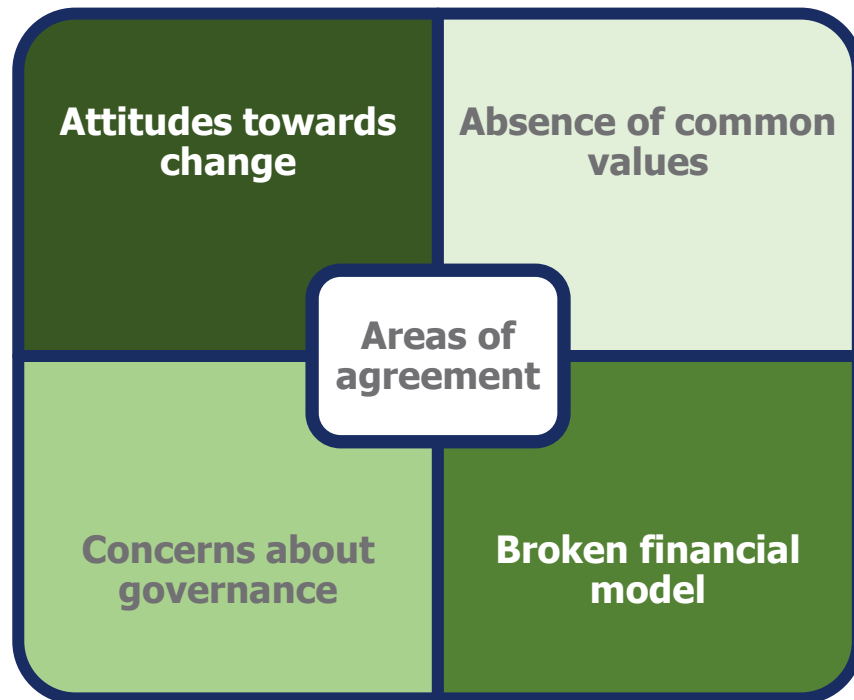 Attitudes towards
change
Absence of common
values
Areas of
agreement
Concerns about
governance
Broken financial
model